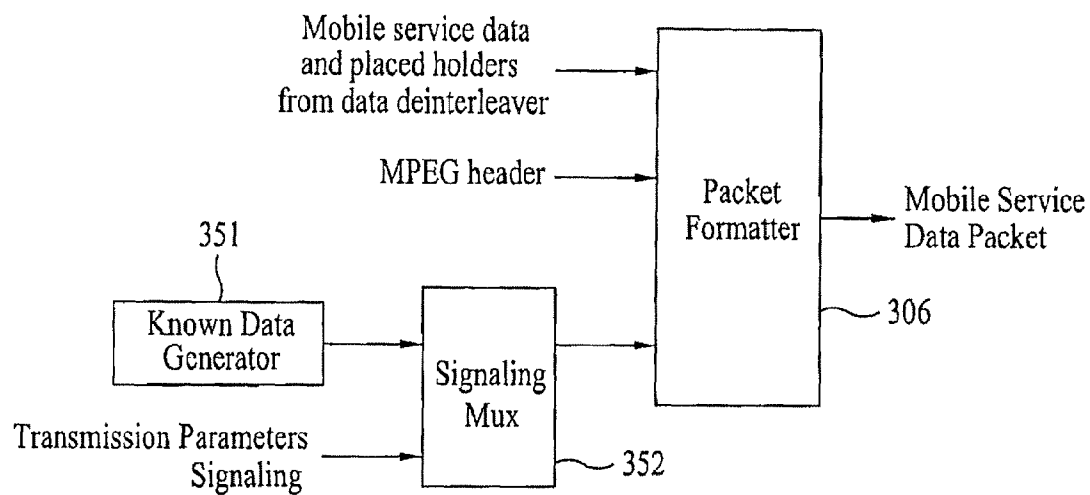 Mobile service data
and placed holders
from data deinterleaver
MPEG header
Packet
Formatter
Mobile Service
Data Packet
306
351
Known Data
Generator
Signaling
Mux
352
Transmission Parameters
Signaling